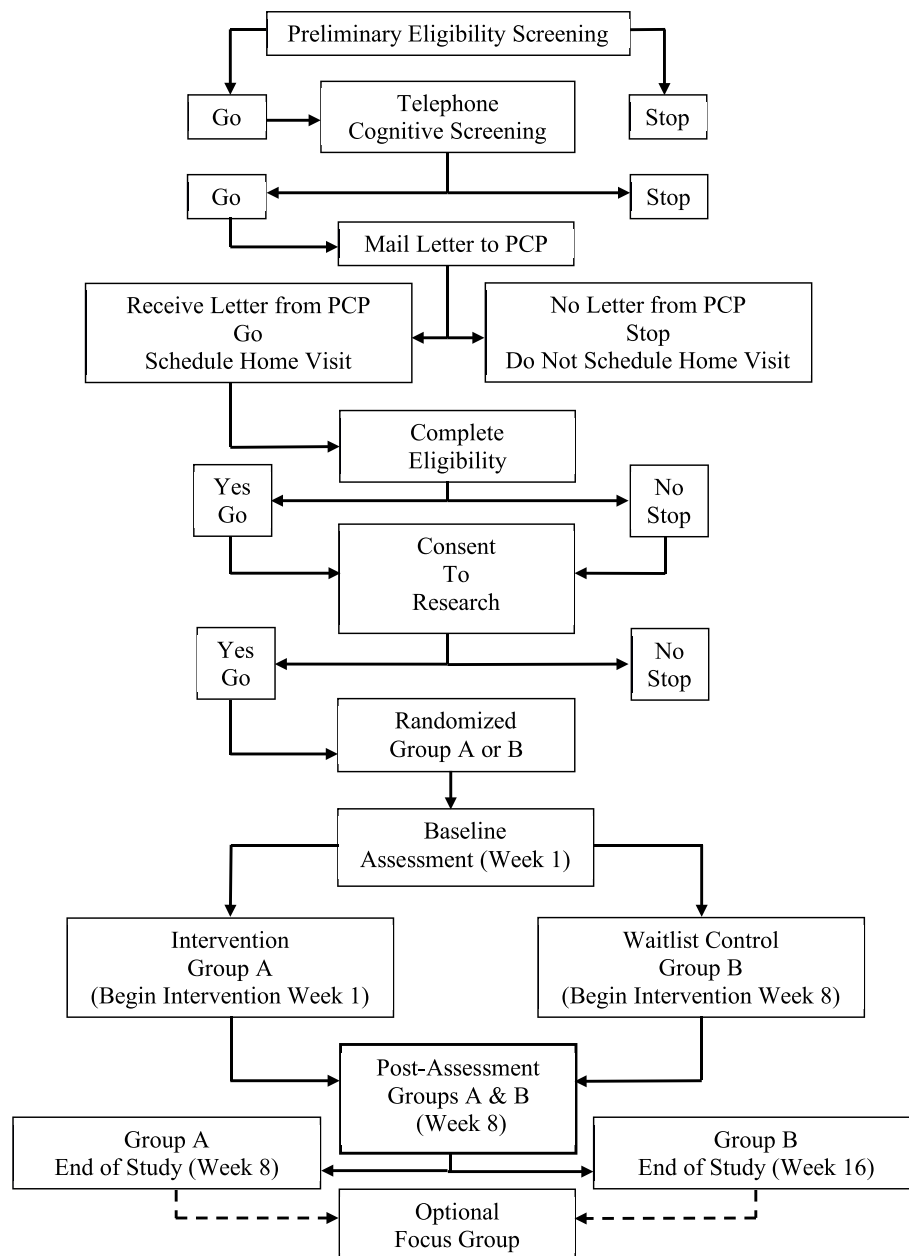 Preliminary Eligibility Screening
Go
Telephone
Cognitive Screening
Stop
Go
Stop
Mail Letter to PCP
Receive Letter from PCP
Go
Schedule Home Visit
No Letter from PCP
Stop
Do Not Schedule Home Visit
Complete
Eligibility
Yes
Go
No
Stop
Consent
To
Research
Yes
Go
No
Stop
Randomized
Group A or B
Baseline
Assessment (Week 1)
Intervention
Group A
(Begin Intervention Week 1)
Waitlist Control
Group B
(Begin Intervention Week 8)
Post-Assessment
Groups A & B
(Week 8)
Group A
End of Study (Week 8)
Group B
End of Study (Week 16)
Optional
Focus Group